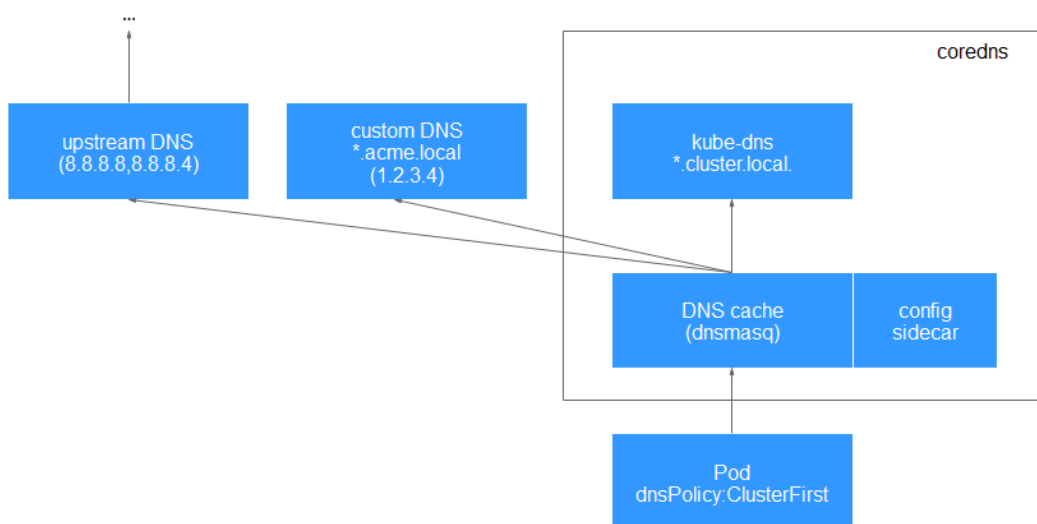 ...
coredns
upstream DNS
(8.8.8.8,8.8.8.4)
custom DNS
*.acme.local
(1.2.3.4)
kube-dns
*.cluster.local.
DNS cache
(dnsmasq)
config
sidecar
Pod
dnsPolicy:ClusterFirst